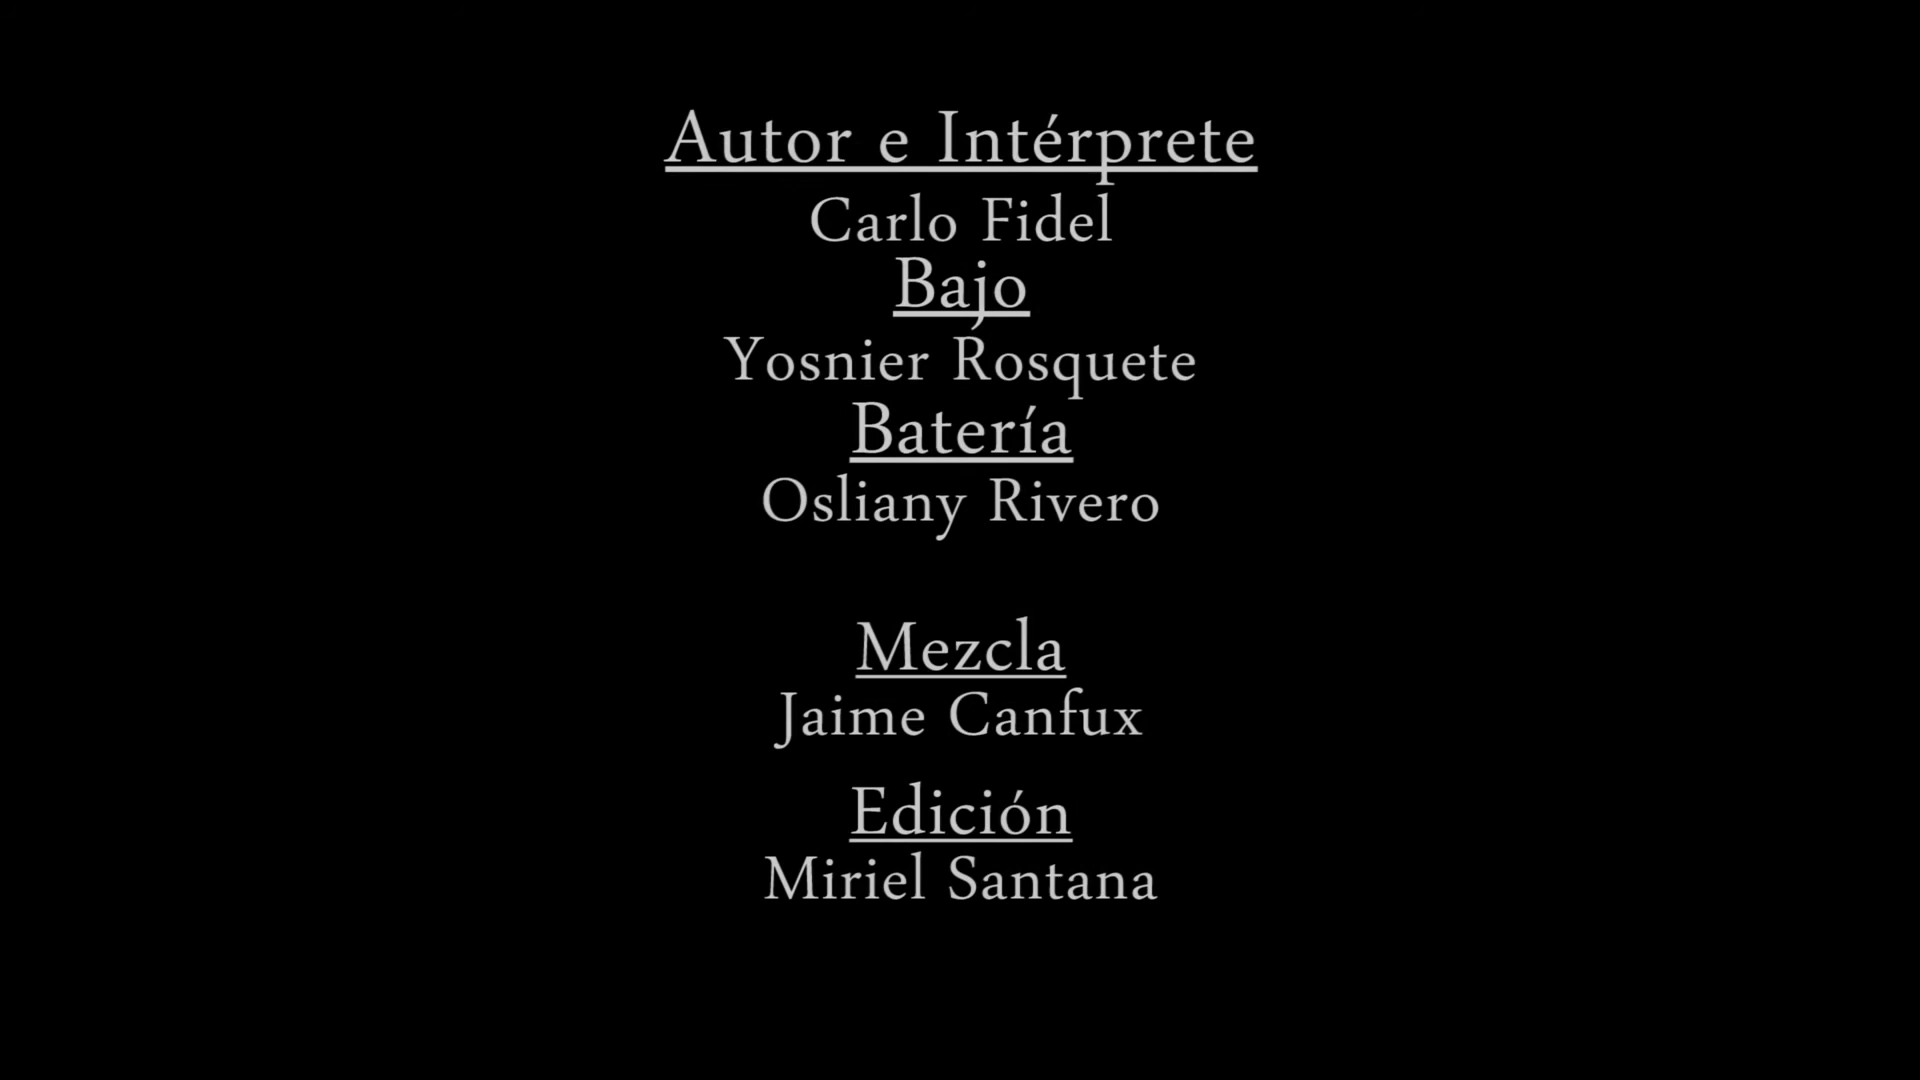 Autor e Intérprete
Carlo Fidel
Bajo
Yosnier Rosquete
Batería
Osliany Rivero
Mezcla
Jaime Canfux
Edición
Miriel Santana